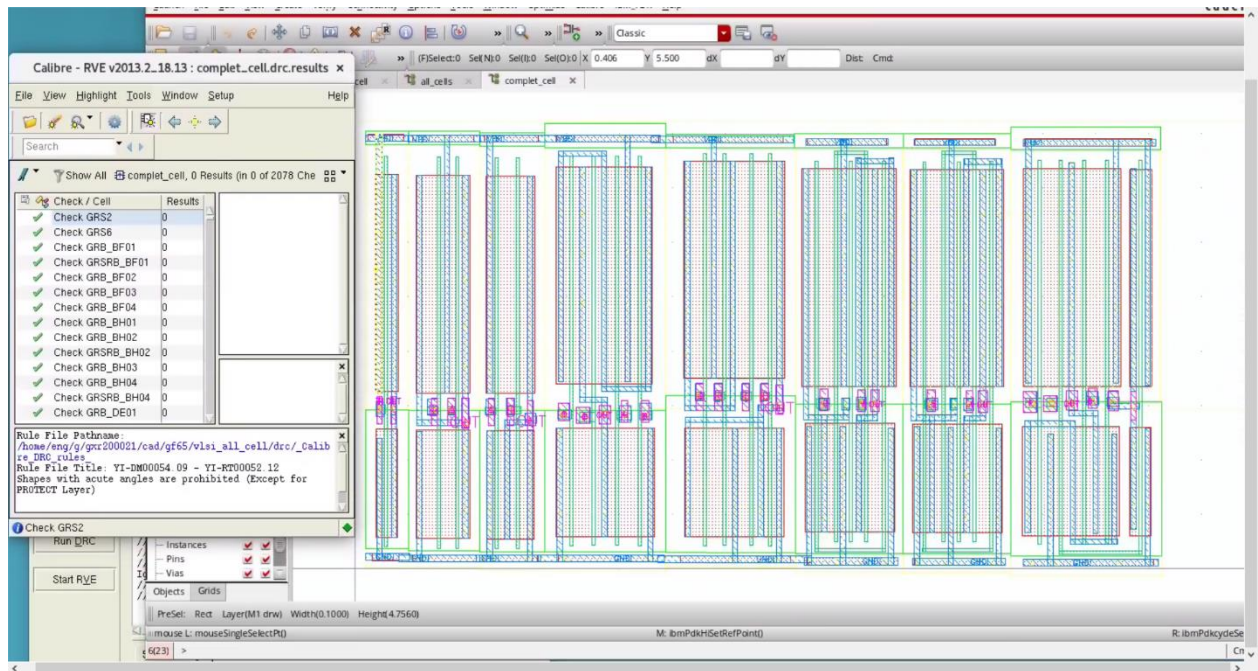 Classic
(F)Select:0 Sel(N):0 Sel(I):0 Sel(O):0 X 0.406 Y 5.500 dX dY Dist: Cmd:
Calibre - RVE v2013.2_18.13 : complet_cell.drc.results ×
cell × all_cells × complet_cell ×
File View Highlight Tools Window Setup Help
Search
Show All complet_cell, 0 Results (in 0 of 2078 Che
Check / Cell Results
Check GRS2 0
Check GRS6 0
Check GRB_BF01 0
Check GRSRB_BF01 0
Check GRB_BF02 0
Check GRB_BF03 0
Check GRB_BF04 0
Check GRB_BH01 0
Check GRB_BH02 0
Check GRSRB_BH02 0
Check GRB_BH03 0
Check GRB_BH04 0
Check GRSRB_BH04 0
Check GRB_DE01 0
Rule File Pathname:
/home/eng/g/gxr200021/cad/gf65/vlsi_all_cell/drc/_Calib
re_DRC_rules_
Rule File Title: YI-DM00054.09 - YI-RT00052.12
Shapes with acute angles are prohibited (Except for
PROTECT Layer)
Check GRS2
Run DRC
Instances
Pins
Start RVE
Vias
Objects Grids
PreSel: Rect Layer(M1 drw) Width(0.1000) Height(4.7560)
mouse L: mouseSingleSelectPt() M: ibmPdkHiSetRefPoint() R: ibmPdkcycleSe
6(23) >